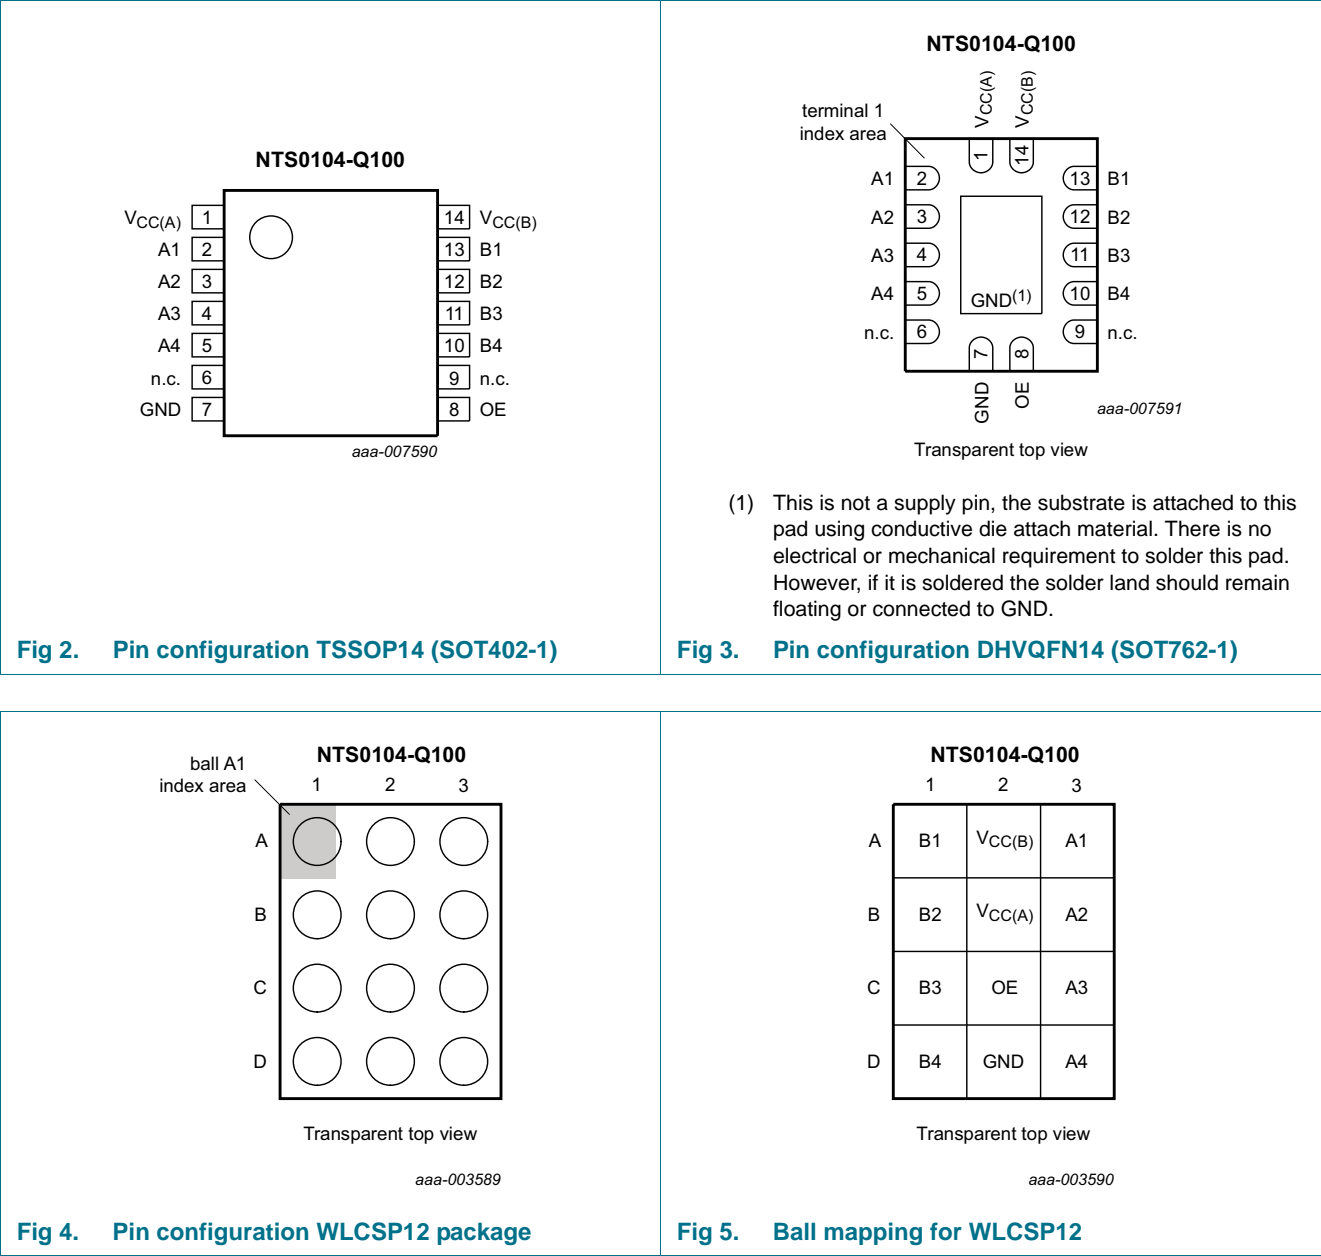 NTS0104-Q100
VCC(A) 1 14 VCC(B)
A1 2 13 B1
A2 3 12 B2
A3 4 11 B3
A4 5 10 B4
n.c. 6 9 n.c.
GND 7 8 OE
aaa-007590
Fig 2. Pin configuration TSSOP14 (SOT402-1)
NTS0104-Q100
terminal 1
index area
VCC(A) VCC(B)
1 14
A1 2 13 B1
A2 3 12 B2
A3 4 11 B3
A4 5 10 B4
GND(1)
n.c. 6 9 n.c.
7 8
GND OE
aaa-007591
Transparent top view
(1) This is not a supply pin, the substrate is attached to this
pad using conductive die attach material. There is no
electrical or mechanical requirement to solder this pad.
However, if it is soldered the solder land should remain
floating or connected to GND.
Fig 3. Pin configuration DHVQFN14 (SOT762-1)
NTS0104-Q100
ball A1
index area
1 2 3
A
B
C
D
Transparent top view
aaa-003589
Fig 4. Pin configuration WLCSP12 package
NTS0104-Q100
1 2 3
A B1 VCC(B) A1
B B2 VCC(A) A2
C B3 OE A3
D B4 GND A4
Transparent top view
aaa-003590
Fig 5. Ball mapping for WLCSP12